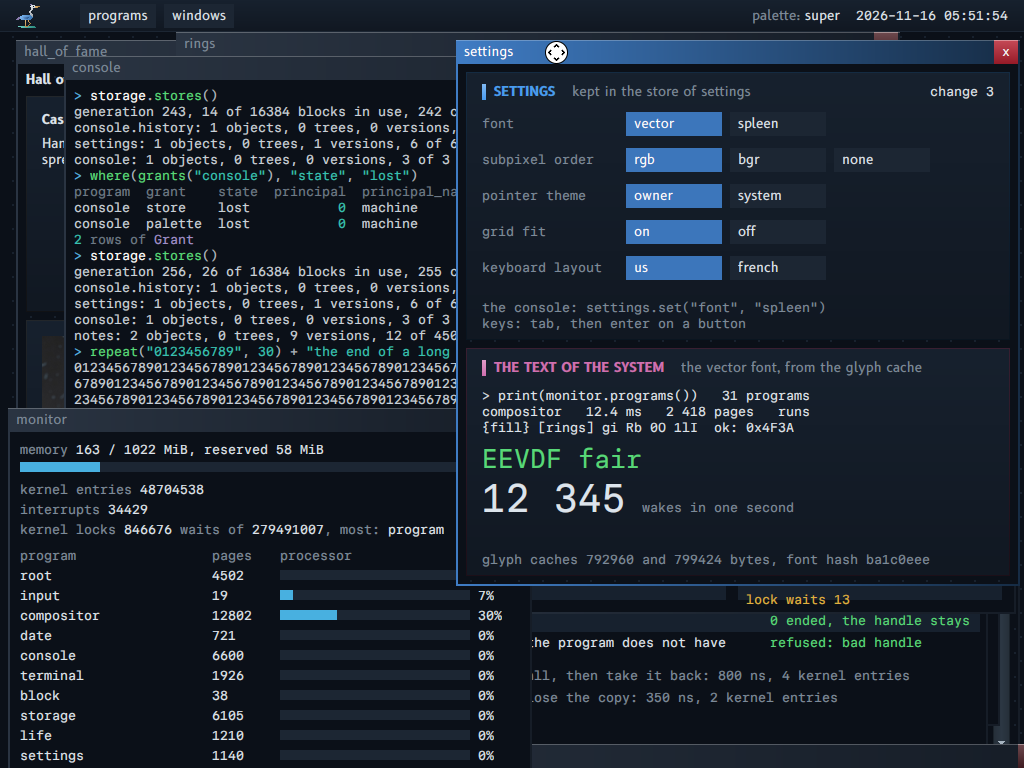 programs windows palette: super 2026-11-16 05:51:54
rings
hall_of_fame
console
Hall o
Cas
Han
spre
> storage.stores()
generation 243, 14 of 16384 blocks in use, 242 c
console.history: 1 objects, 0 trees, 0 versions,
settings: 1 objects, 0 trees, 1 versions, 6 of 6
console: 1 objects, 0 trees, 0 versions, 3 of 3
> where(grants("console"), "state", "lost")
program grant state principal principal_na
console store lost 0 machine
console palette lost 0 machine
2 rows of Grant
> storage.stores()
generation 256, 26 of 16384 blocks in use, 255 c
console.history: 1 objects, 0 trees, 0 versions,
settings: 1 objects, 0 trees, 1 versions, 6 of 6
console: 1 objects, 0 trees, 0 versions, 3 of 3
notes: 2 objects, 0 trees, 9 versions, 12 of 450
> repeat("0123456789", 30) + "the end of a long
012345678901234567890123456789012345678901234567
678901234567890123456789012345678901234567890123
234567890123456789012345678901234567890123456789
settings x
SETTINGS kept in the store of settings change 3
font vector spleen
subpixel order rgb bgr none
pointer theme owner system
grid fit on off
keyboard layout us french
the console: settings.set("font", "spleen")
keys: tab, then enter on a button
THE TEXT OF THE SYSTEM the vector font, from the glyph cache
> print(monitor.programs()) 31 programs
compositor 12.4 ms 2 418 pages runs
{fill} [rings] gi Rb 0O 1lI ok: 0x4F3A
EEVDF fair
12 345 wakes in one second
glyph caches 792960 and 799424 bytes, font hash ba1c0eee
monitor
memory 163 / 1022 MiB, reserved 58 MiB
kernel entries 48704538
interrupts 34429
kernel locks 846676 waits of 279491007, most: program
program pages processor
root 4502
input 19 7%
compositor 12802 30%
date 721 0%
console 6600 0%
terminal 1926 0%
block 38 0%
storage 6105 0%
life 1210 0%
settings 1140 0%
lock waits 13
0 ended, the handle stays
the program does not have refused: bad handle
all, then take it back: 800 ns, 4 kernel entries
lose the copy: 350 ns, 2 kernel entries